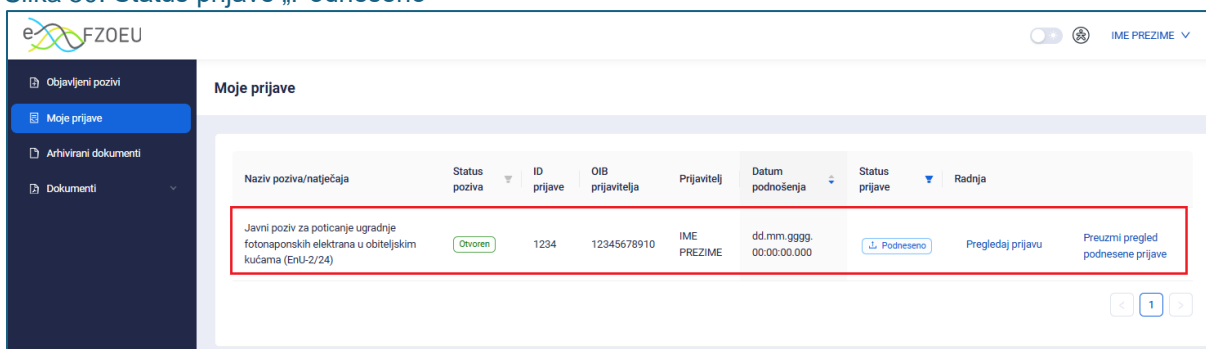 Status prijave „Podneseno“
eFZOEU
IME PREZIME
Objavljeni pozivi
Moje prijave
Arhivirani dokumenti
Dokumenti
Moje prijave
Naziv poziva/natječaja
Status
poziva
ID
prijave
OIB
prijavitelja
Prijavitelj
Datum
podnošenja
Status
prijave
Radnja
Javni poziv za poticanje ugradnje
fotonaponskih elektrana u obiteljskim
kućama (EnU-2/24)
Otvoren
1234
12345678910
IME
PREZIME
dd.mm.gggg.
00:00:00.000
Podneseno
Pregledaj prijavu
Preuzmi pregled
podnesene prijave
1